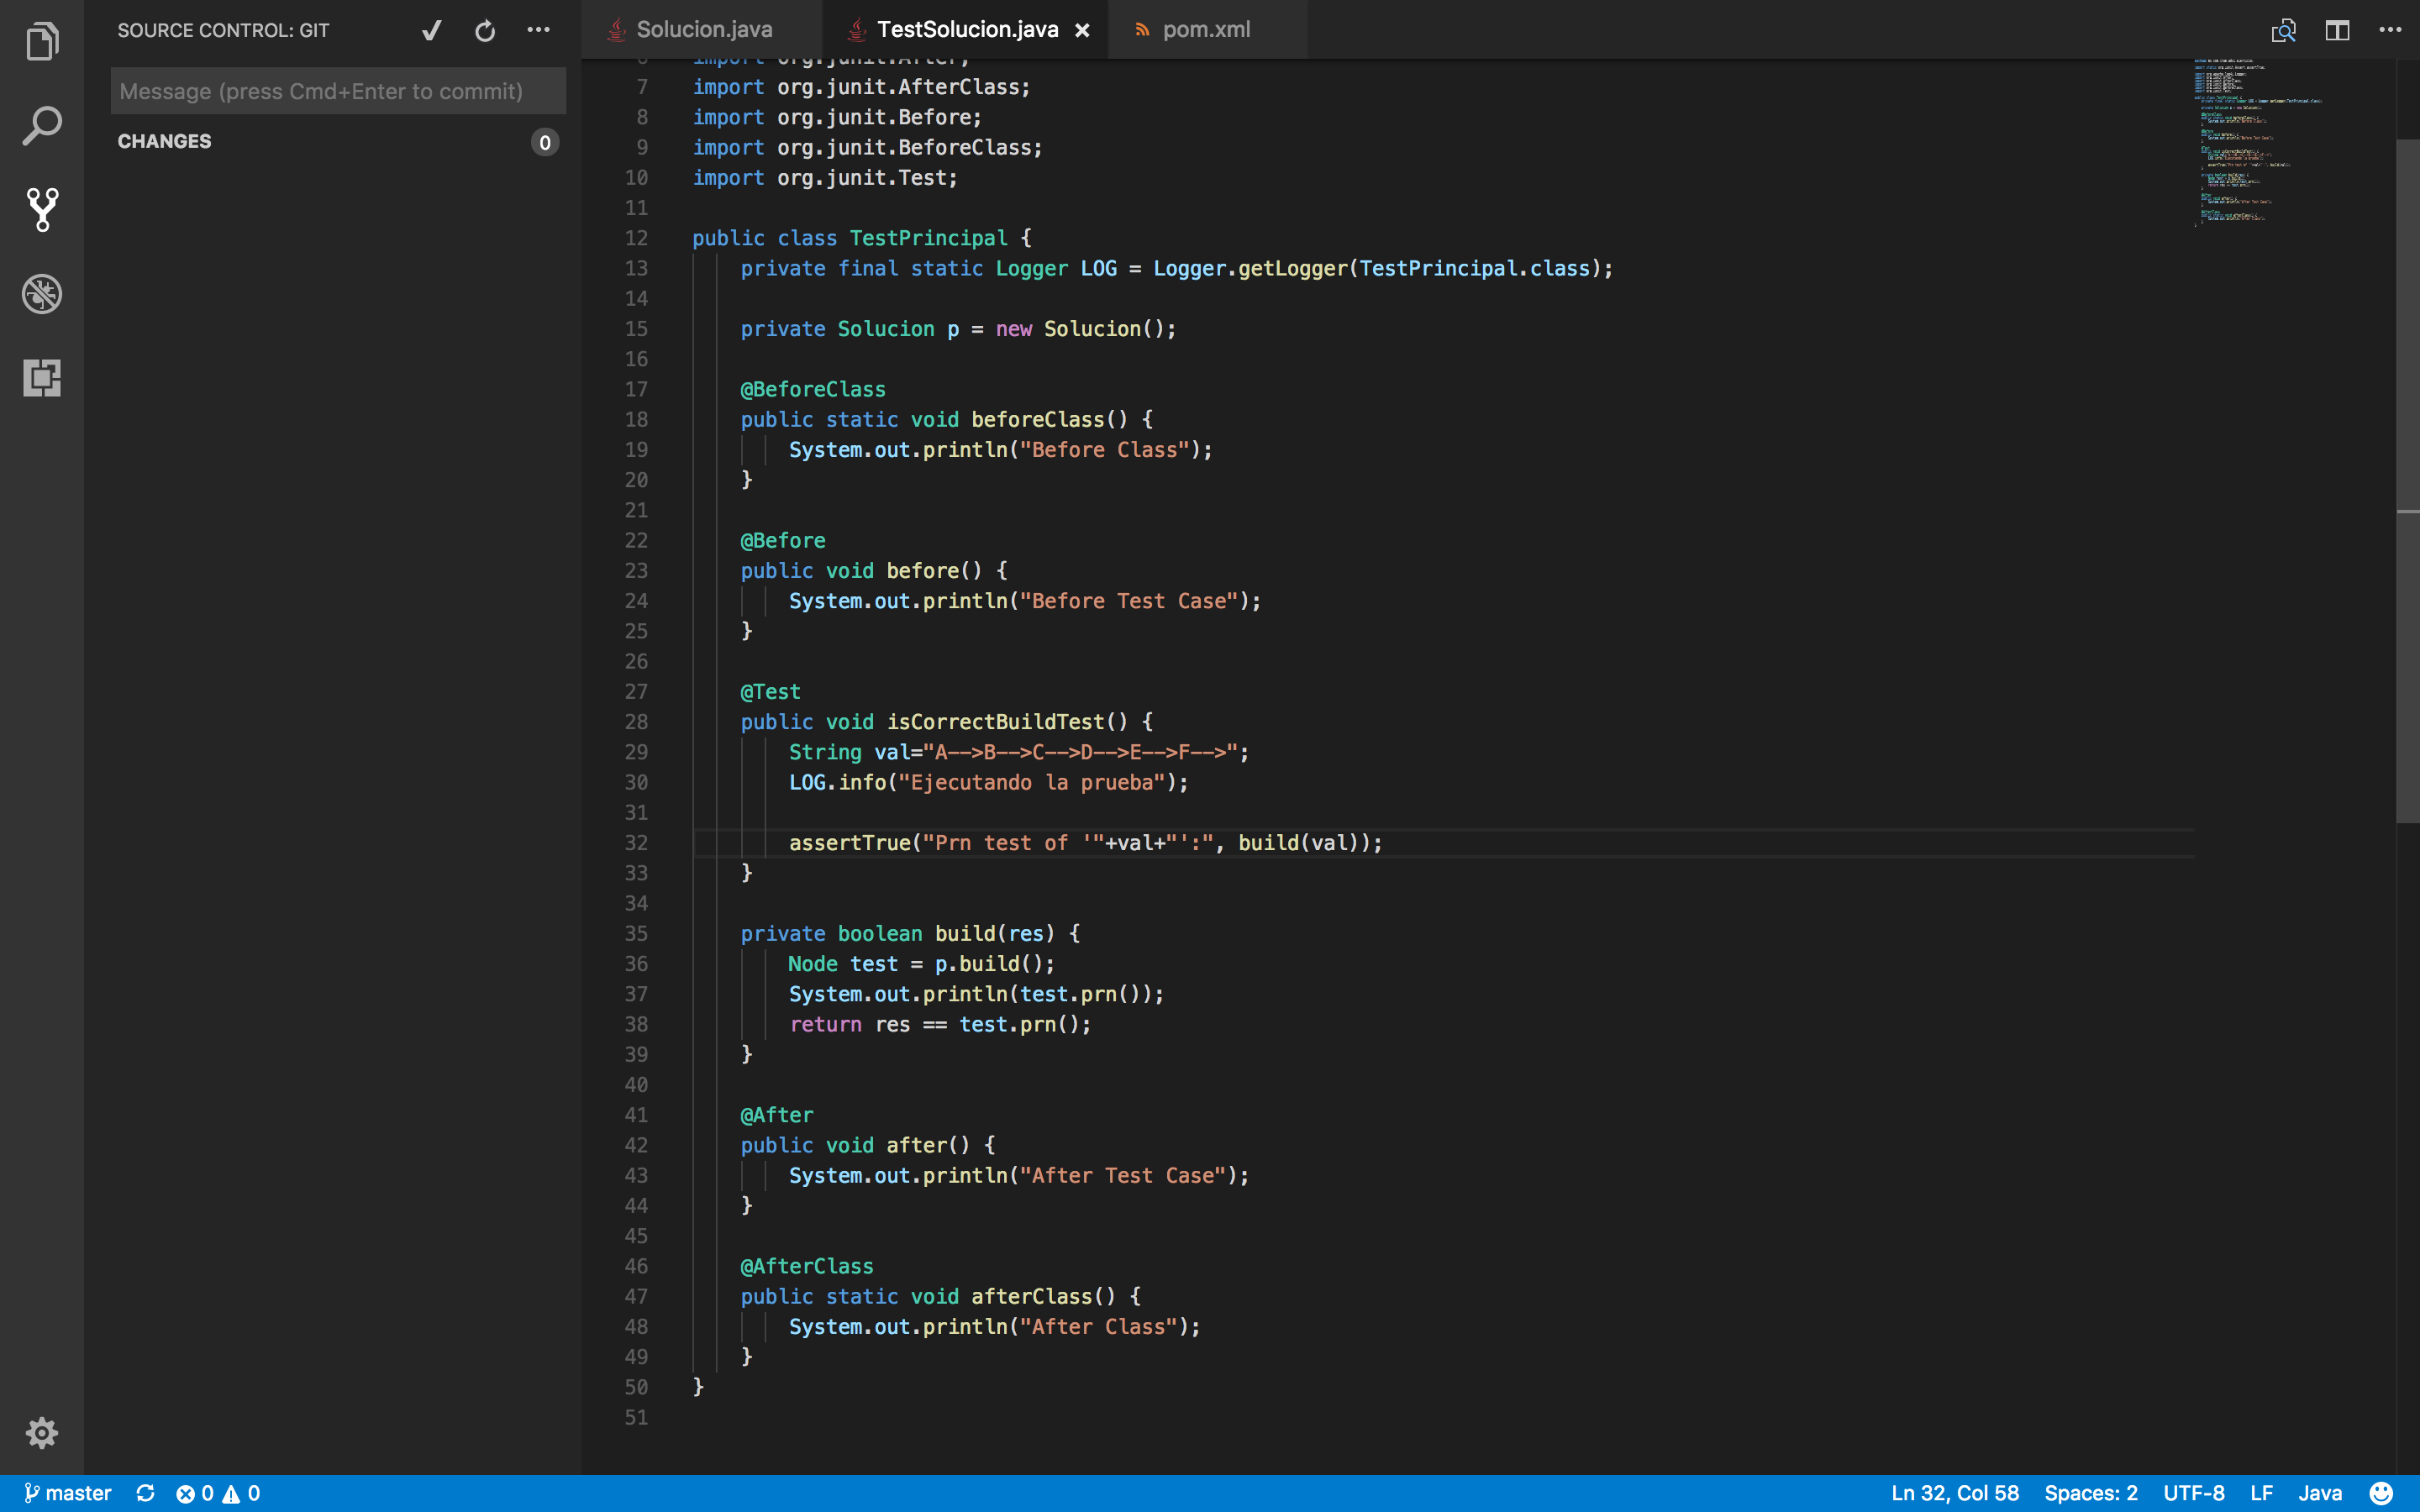 SOURCE CONTROL: GIT
Message (press Cmd+Enter to commit)
CHANGES 0
Solucion.java TestSolucion.java pom.xml
6 import org.junit.After;
7 import org.junit.AfterClass;
8 import org.junit.Before;
9 import org.junit.BeforeClass;
10 import org.junit.Test;
11
12 public class TestPrincipal {
13 private final static Logger LOG = Logger.getLogger(TestPrincipal.class);
14
15 private Solucion p = new Solucion();
16
17 @BeforeClass
18 public static void beforeClass() {
19 System.out.println("Before Class");
20 }
21
22 @Before
23 public void before() {
24 System.out.println("Before Test Case");
25 }
26
27 @Test
28 public void isCorrectBuildTest() {
29 String val="A-->B-->C-->D-->E-->F-->";
30 LOG.info("Ejecutando la prueba");
31
32 assertTrue("Prn test of '"+val+"':", build(val));
33 }
34
35 private boolean build(res) {
36 Node test = p.build();
37 System.out.println(test.prn());
38 return res == test.prn();
39 }
40
41 @After
42 public void after() {
43 System.out.println("After Test Case");
44 }
45
46 @AfterClass
47 public static void afterClass() {
48 System.out.println("After Class");
49 }
50 }
51
master 0 0 Ln 32, Col 58 Spaces: 2 UTF-8 LF Java